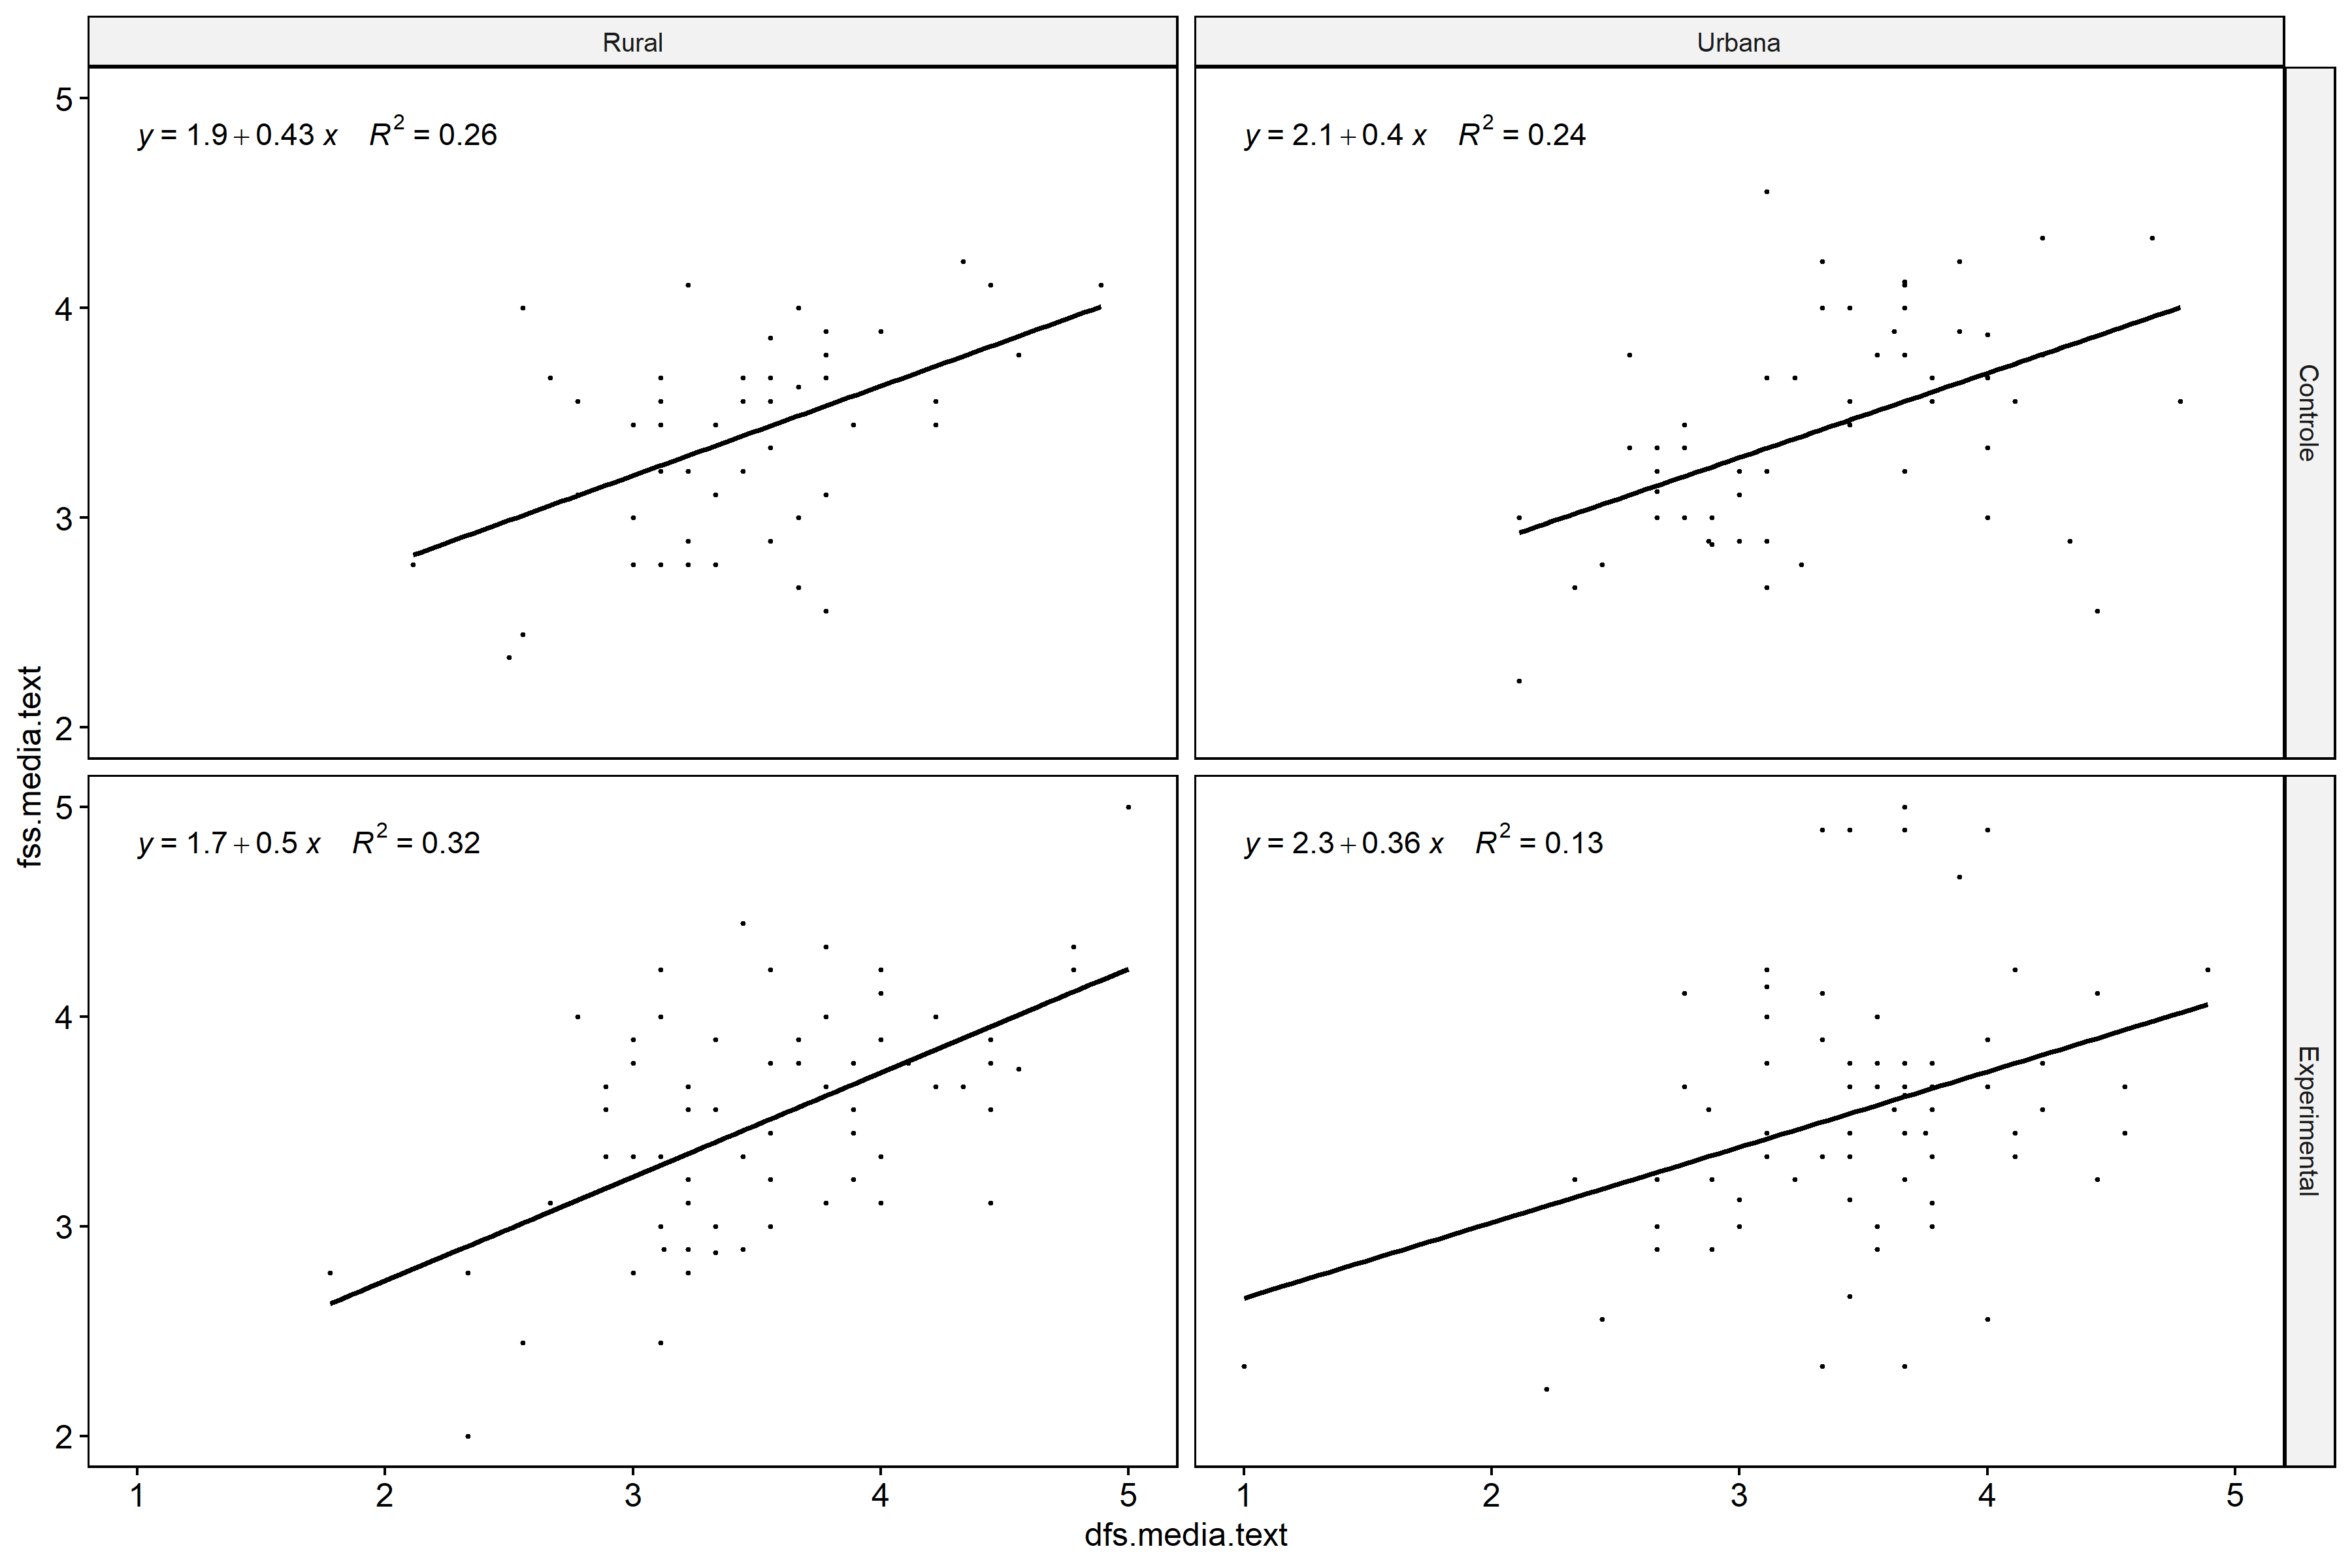 Rural
Urbana
5
y = 1.9 + 0.43 x R² = 0.26
y = 2.1 + 0.4 x R² = 0.24
4
3
2
Controle
fss.media.text
5
y = 1.7 + 0.5 x R² = 0.32
y = 2.3 + 0.36 x R² = 0.13
4
3
2
Experimental
1 2 3 4 5
1 2 3 4 5
dfs.media.text